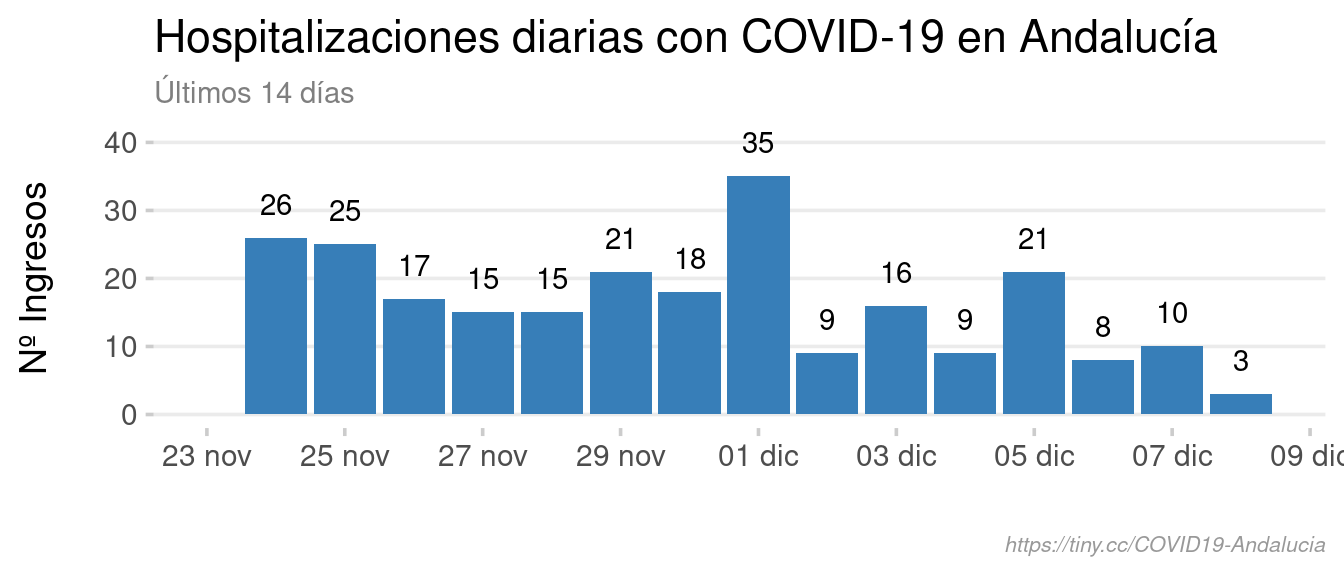 Hospitalizaciones diarias con COVID-19 en Andalucía
Últimos 14 días
Nº Ingresos
40
30
20
10
0
26
25
17
15
15
21
18
35
9
16
9
21
8
10
3
23 nov
25 nov
27 nov
29 nov
01 dic
03 dic
05 dic
07 dic
09 dic
https://tiny.cc/COVID19-Andalucia